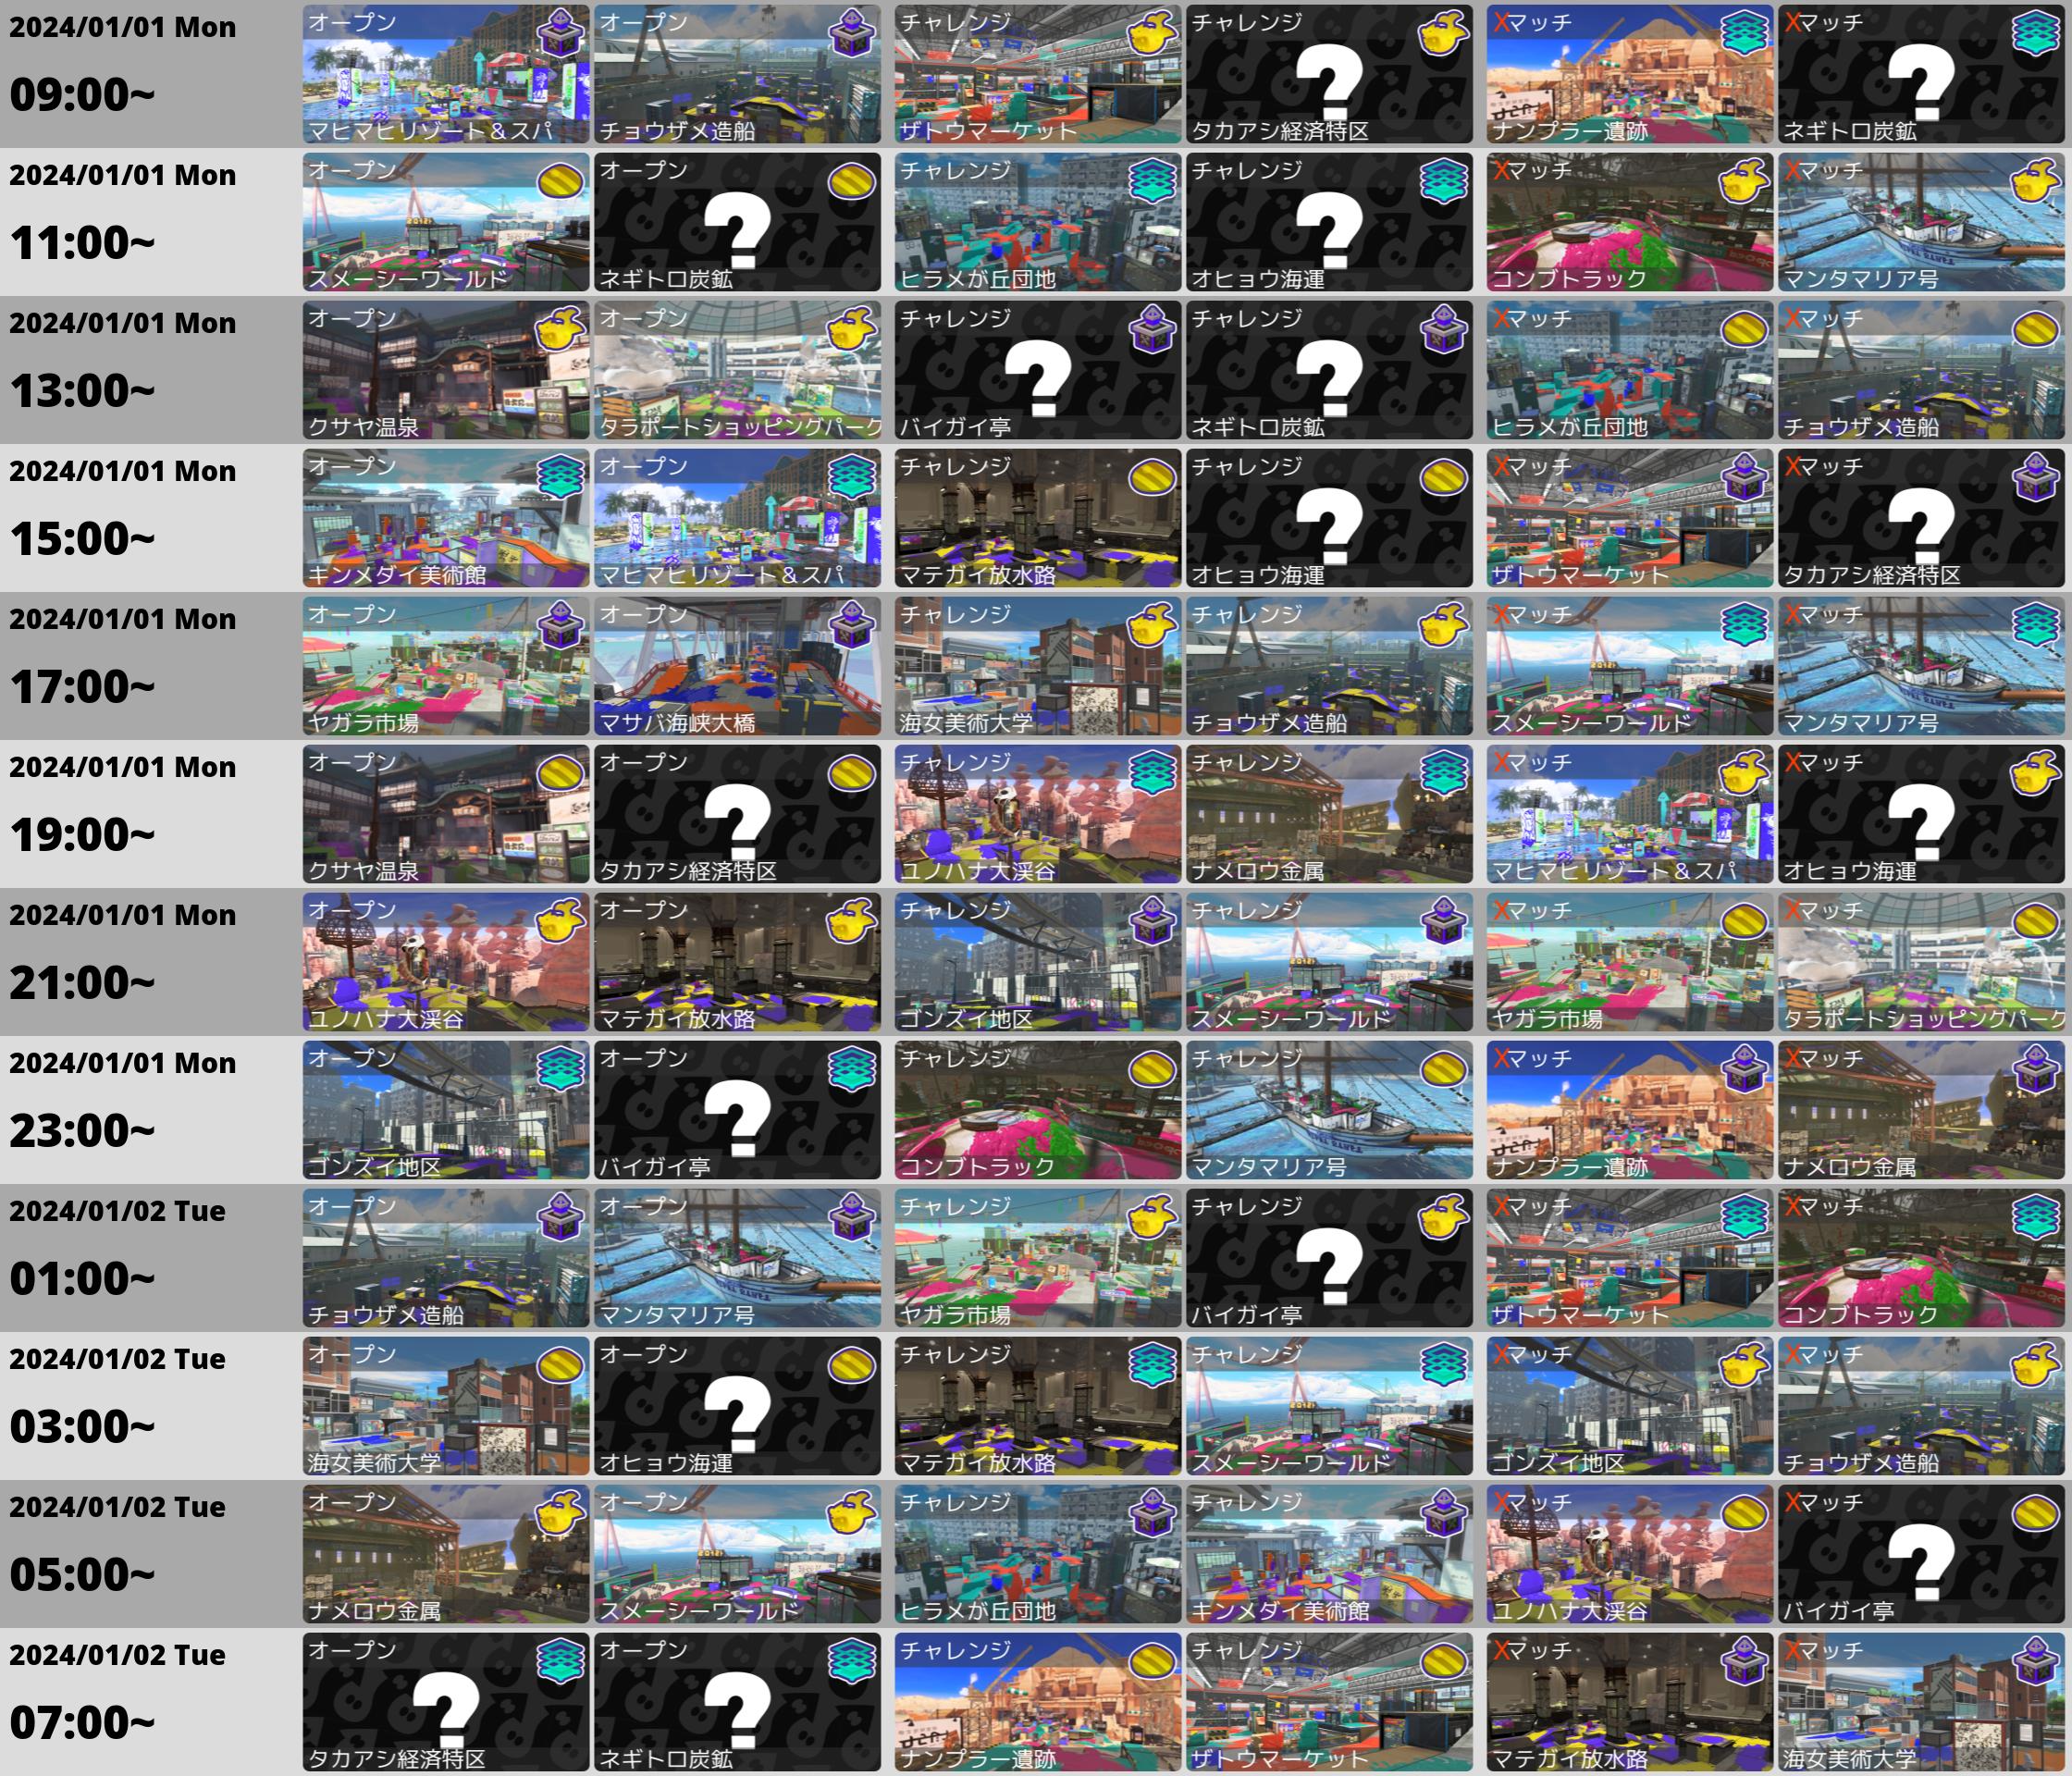 2024/01/01 Mon
09:00~
オープン オープン チャレンジ チャレンジ Xマッチ Xマッチ
マヒマヒリゾート&スパ チョウザメ造船 ザトウマーケット タカアシ経済特区 ナンプラー遺跡 ネギトロ炭鉱
2024/01/01 Mon
11:00~
オープン オープン チャレンジ チャレンジ Xマッチ Xマッチ
スメーシーワールド ネギトロ炭鉱 ヒラメが丘団地 オヒョウ海運 コンブトラック マンタマリア号
2024/01/01 Mon
13:00~
オープン オープン チャレンジ チャレンジ Xマッチ Xマッチ
クサヤ温泉 タラポートショッピングパーク バイガイ亭 ネギトロ炭鉱 ヒラメが丘団地 チョウザメ造船
2024/01/01 Mon
15:00~
オープン オープン チャレンジ チャレンジ Xマッチ Xマッチ
キンメダイ美術館 マヒマヒリゾート&スパ マテガイ放水路 オヒョウ海運 ザトウマーケット タカアシ経済特区
2024/01/01 Mon
17:00~
オープン オープン チャレンジ チャレンジ Xマッチ Xマッチ
ヤガラ市場 マサバ海峡大橋 海女美術大学 チョウザメ造船 スメーシーワールド マンタマリア号
2024/01/01 Mon
19:00~
オープン オープン チャレンジ チャレンジ Xマッチ Xマッチ
クサヤ温泉 タカアシ経済特区 ユノハナ大渓谷 ナメロウ金属 マヒマヒリゾート&スパ オヒョウ海運
2024/01/01 Mon
21:00~
オープン オープン チャレンジ チャレンジ Xマッチ Xマッチ
ユノハナ大渓谷 マテガイ放水路 ゴンズイ地区 スメーシーワールド ヤガラ市場 タラポートショッピングパーク
2024/01/01 Mon
23:00~
オープン オープン チャレンジ チャレンジ Xマッチ Xマッチ
ゴンズイ地区 バイガイ亭 コンブトラック マンタマリア号 ナンプラー遺跡 ナメロウ金属
2024/01/02 Tue
01:00~
オープン オープン チャレンジ チャレンジ Xマッチ Xマッチ
チョウザメ造船 マンタマリア号 ヤガラ市場 バイガイ亭 ザトウマーケット コンブトラック
2024/01/02 Tue
03:00~
オープン オープン チャレンジ チャレンジ Xマッチ Xマッチ
海女美術大学 オヒョウ海運 マテガイ放水路 スメーシーワールド ゴンズイ地区 チョウザメ造船
2024/01/02 Tue
05:00~
オープン オープン チャレンジ チャレンジ Xマッチ Xマッチ
ナメロウ金属 スメーシーワールド ヒラメが丘団地 キンメダイ美術館 ユノハナ大渓谷 バイガイ亭
2024/01/02 Tue
07:00~
オープン オープン チャレンジ チャレンジ Xマッチ Xマッチ
タカアシ経済特区 ネギトロ炭鉱 ナンプラー遺跡 ザトウマーケット マテガイ放水路 海女美術大学